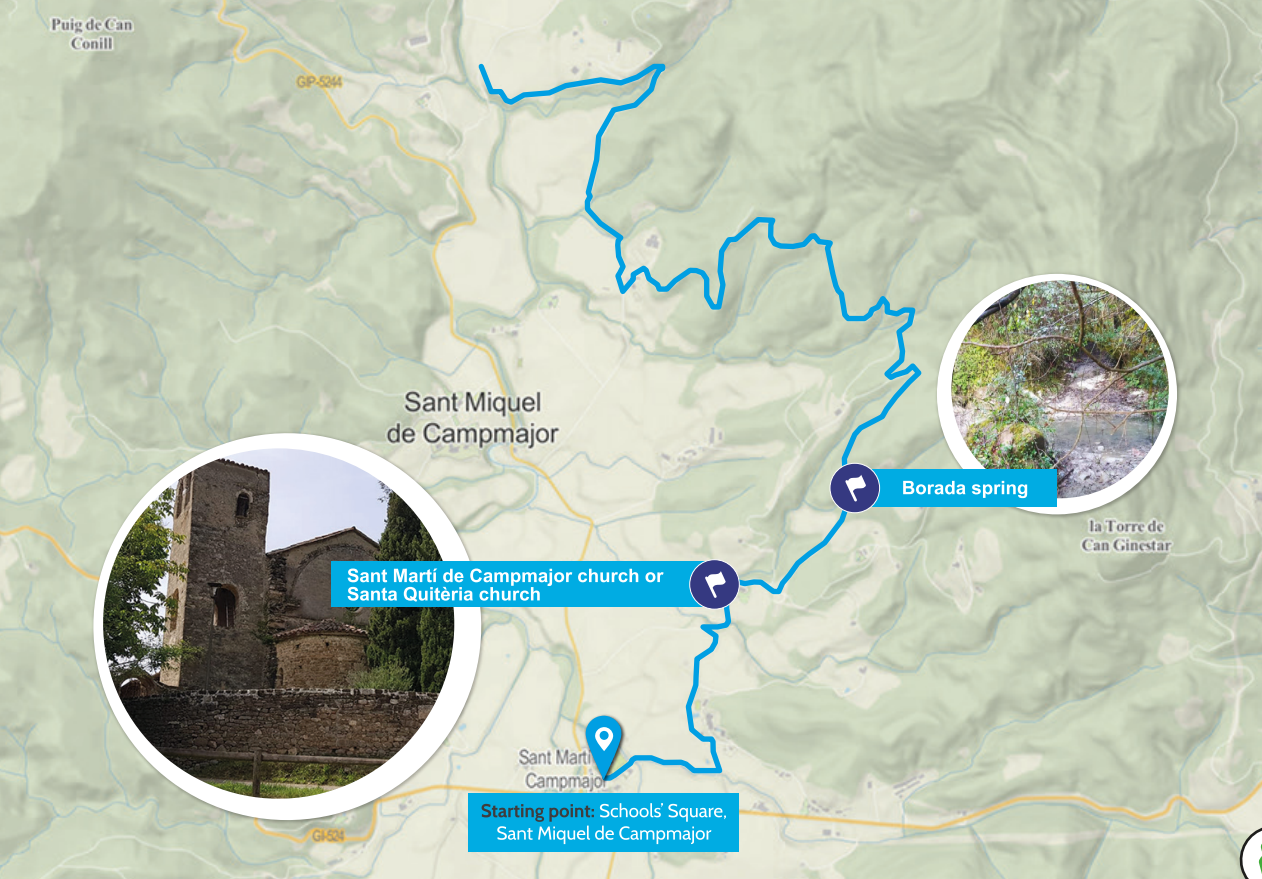 Puig de Can
Conill
GIP-5244
Sant Miquel
de Campmajor
Borada spring
la Torre de
Can Ginestar
Sant Martí de Campmajor church or
Santa Quitèria church
Sant Martí
Campmajor
Starting point: Schools' Square,
Sant Miquel de Campmajor
GI-524